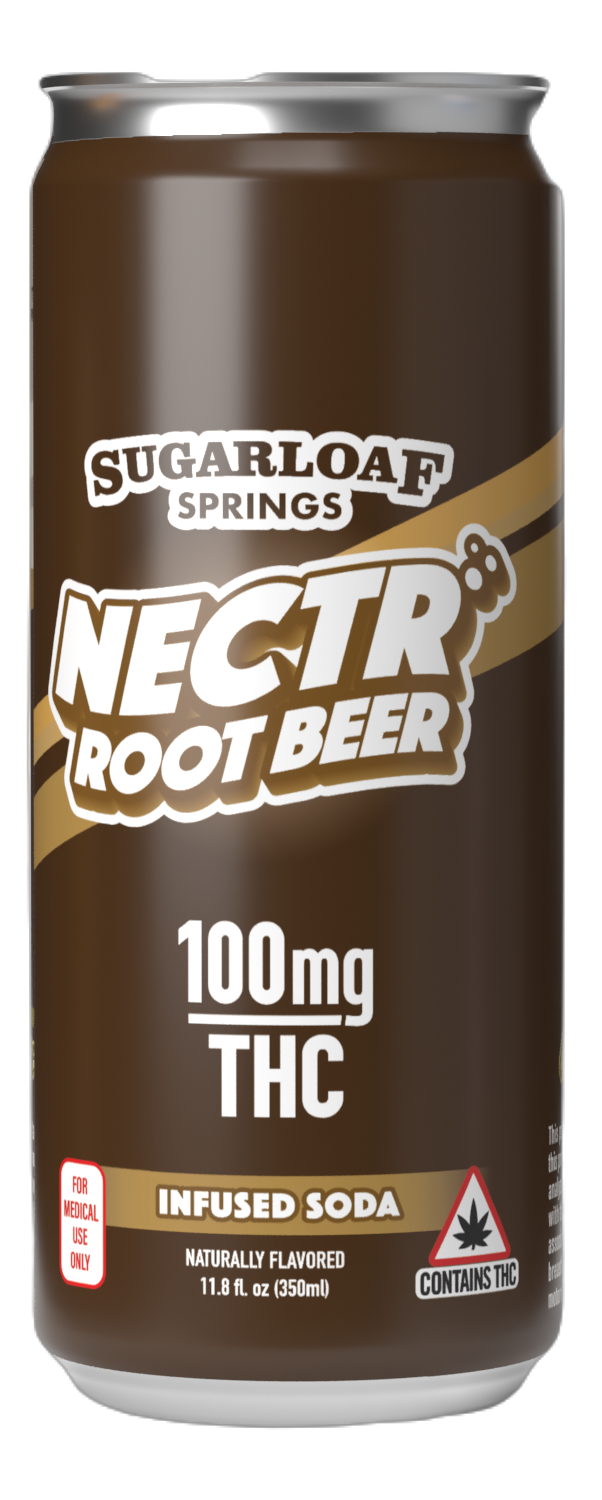 SUGARLOAF
SPRINGS
NECTR
ROOT BEER
100mg
THC
FOR
MEDICAL
USE
ONLY
INFUSED SODA
NATURALLY FLAVORED
11.8 fl. oz (350ml)
CONTAINS THC
This